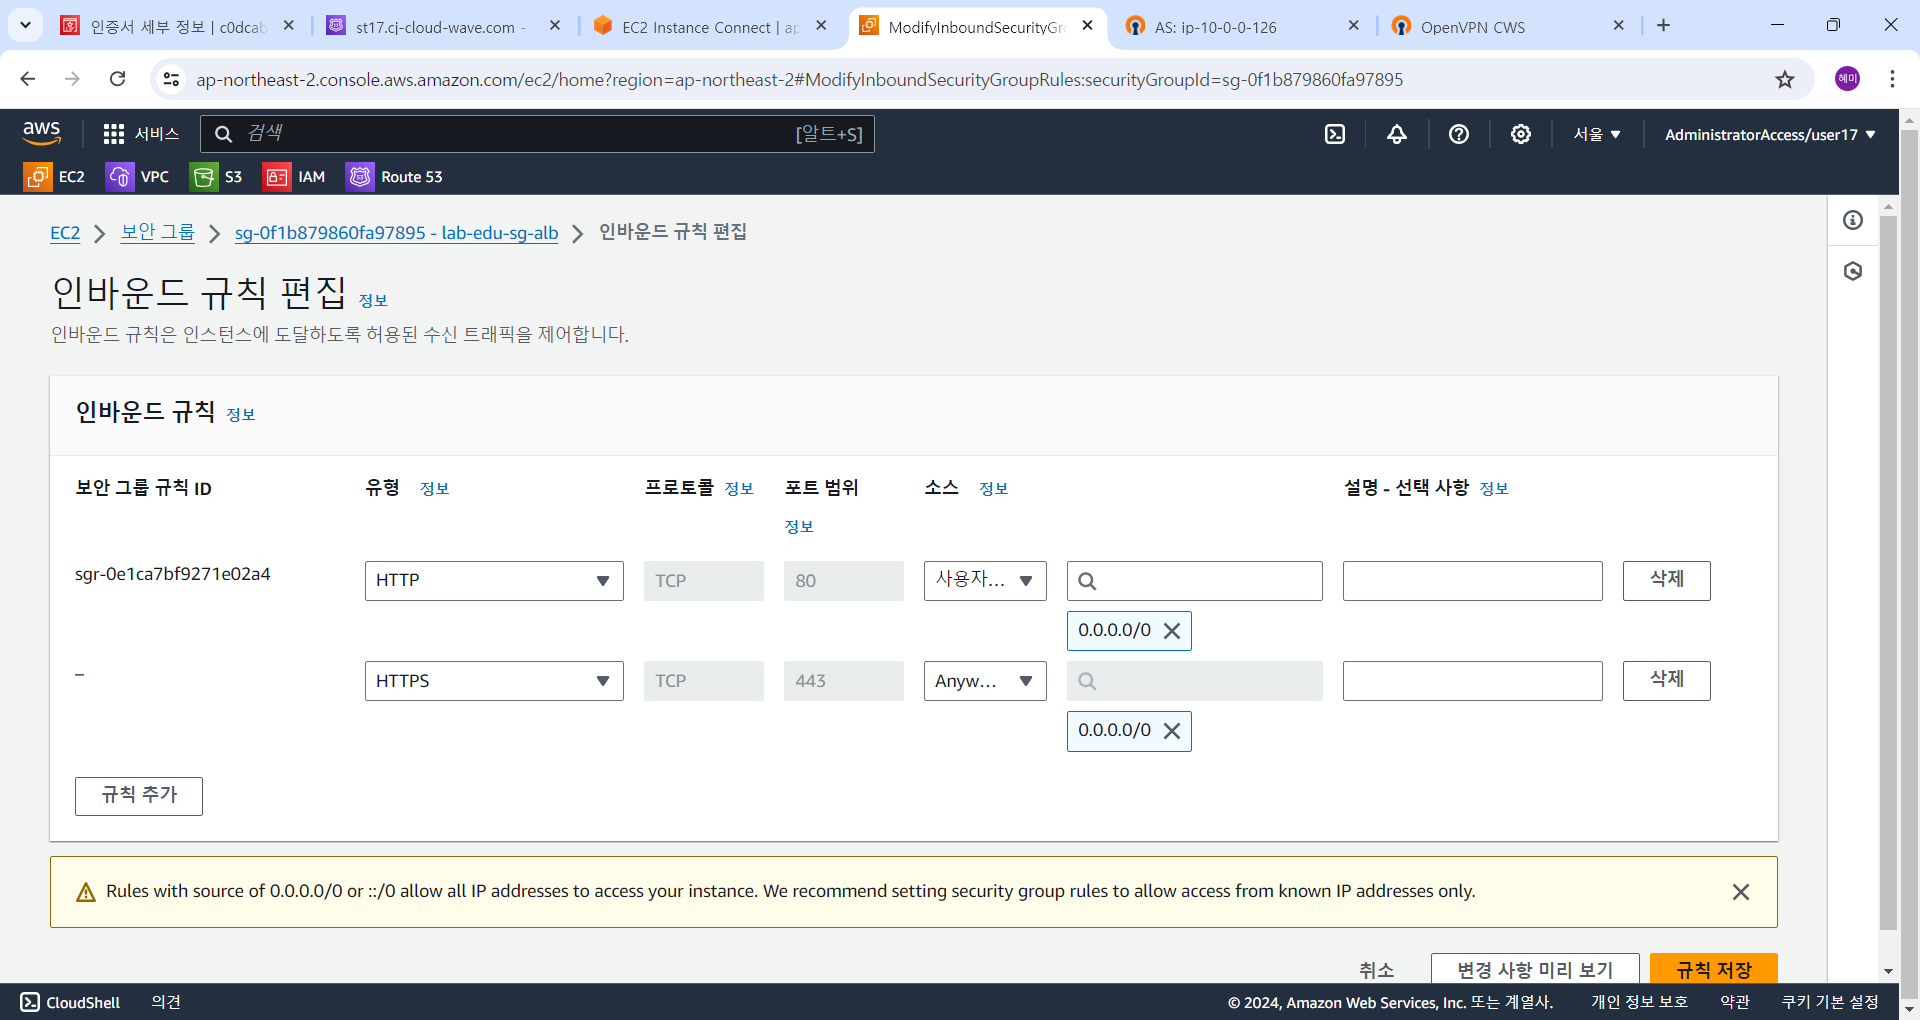 인증서 세부 정보 | c0dcab
st17.cj-cloud-wave.com -
EC2 Instance Connect | ap
ModifyInboundSecurityGr
AS: ip-10-0-0-126
OpenVPN CWS
ap-northeast-2.console.aws.amazon.com/ec2/home?region=ap-northeast-2#ModifyInboundSecurityGroupRules:securityGroupId=sg-0f1b879860fa97895
혜미
aws
서비스
검색
[알트+S]
서울
AdministratorAccess/user17
EC2
VPC
S3
IAM
Route 53
EC2
보안 그룹
sg-0f1b879860fa97895 - lab-edu-sg-alb
인바운드 규칙 편집
인바운드 규칙 편집 정보
인바운드 규칙은 인스턴스에 도달하도록 허용된 수신 트래픽을 제어합니다.
인바운드 규칙 정보
보안 그룹 규칙 ID
유형 정보
프로토콜 정보
포트 범위
정보
소스 정보
설명 - 선택 사항 정보
sgr-0e1ca7bf9271e02a4
HTTP
TCP
80
사용자...
삭제
0.0.0.0/0
–
HTTPS
TCP
443
Anyw...
삭제
0.0.0.0/0
규칙 추가
Rules with source of 0.0.0.0/0 or ::/0 allow all IP addresses to access your instance. We recommend setting security group rules to allow access from known IP addresses only.
취소
변경 사항 미리 보기
규칙 저장
CloudShell
의견
© 2024, Amazon Web Services, Inc. 또는 계열사.
개인 정보 보호
약관
쿠키 기본 설정